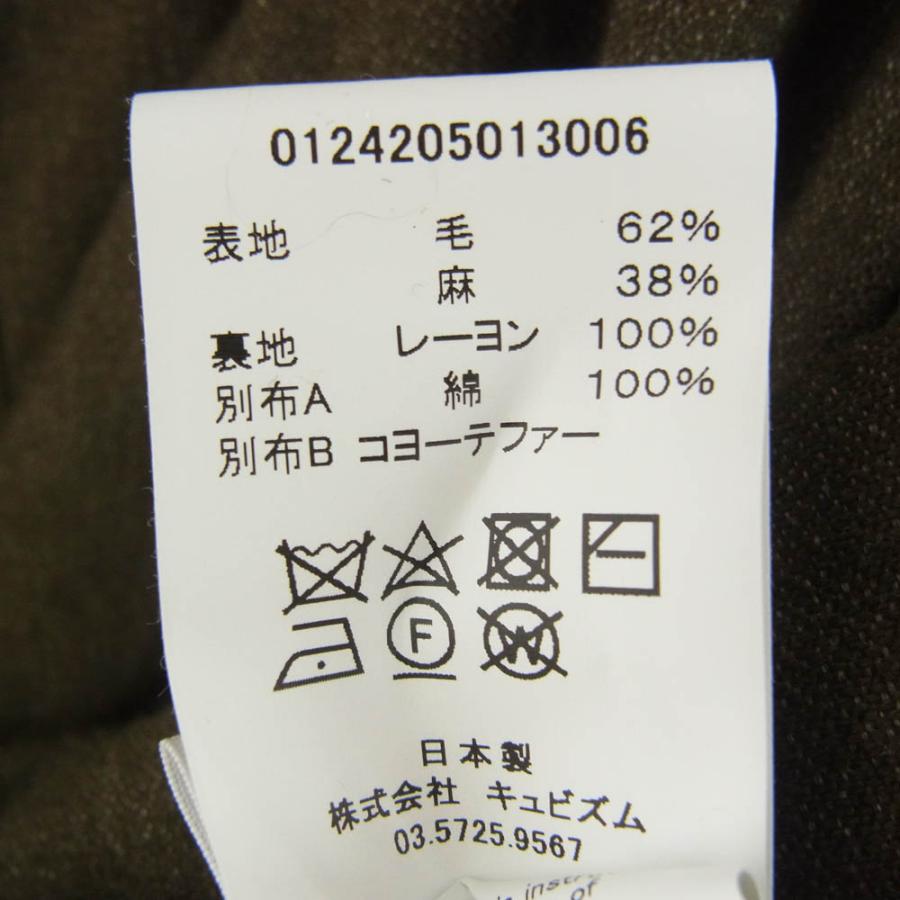 0124205013006
表地 毛 62%
麻 38%
裏地 レーヨン 100%
別布A 綿 100%
別布B コヨーテファー
F
W
日本製
株式会社 キュビズム
03.5725.9567
of